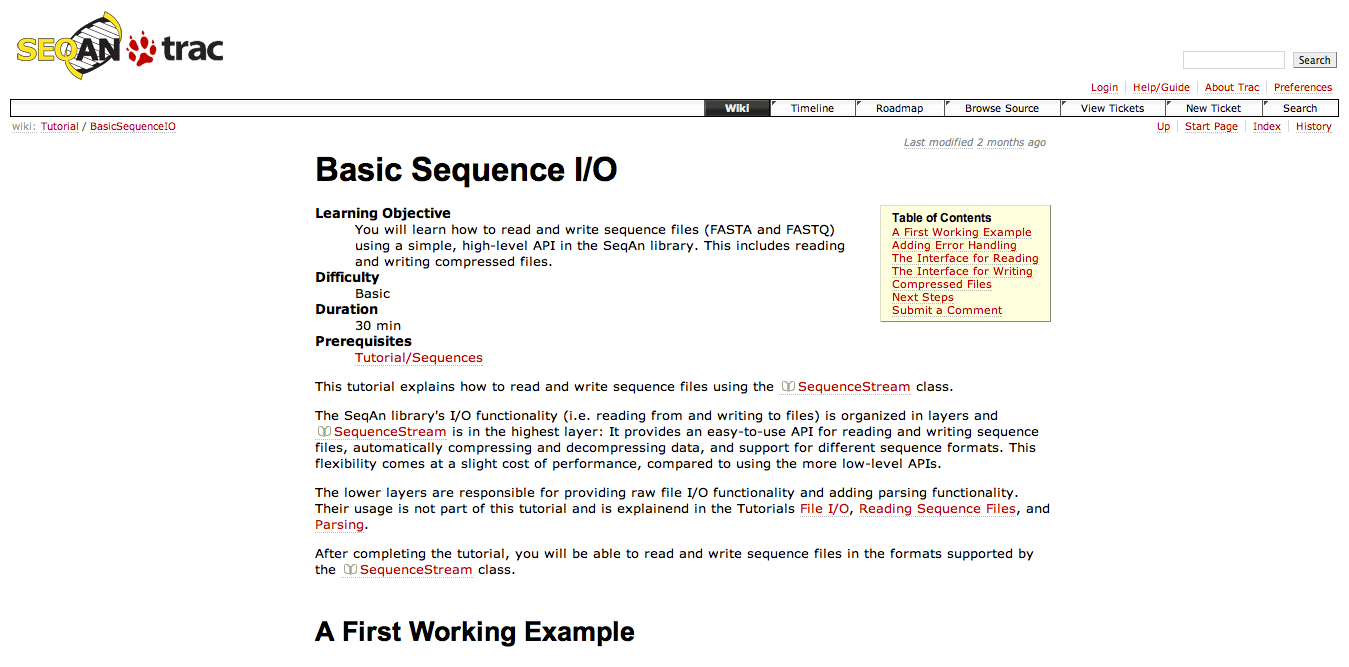 SEQAN trac
Search
Login Help/Guide About Trac Preferences
Wiki Timeline Roadmap Browse Source View Tickets New Ticket Search
wiki: Tutorial / BasicSequenceIO
Up Start Page Index History
Last modified 2 months ago
Basic Sequence I/O
Learning Objective
You will learn how to read and write sequence files (FASTA and FASTQ)
using a simple, high-level API in the SeqAn library. This includes reading
and writing compressed files.
Difficulty
Basic
Duration
30 min
Prerequisites
Tutorial/Sequences
Table of Contents
A First Working Example
Adding Error Handling
The Interface for Reading
The Interface for Writing
Compressed Files
Next Steps
Submit a Comment
This tutorial explains how to read and write sequence files using the SequenceStream class.
The SeqAn library's I/O functionality (i.e. reading from and writing to files) is organized in layers and
SequenceStream is in the highest layer: It provides an easy-to-use API for reading and writing sequence
files, automatically compressing and decompressing data, and support for different sequence formats. This
flexibility comes at a slight cost of performance, compared to using the more low-level APIs.
The lower layers are responsible for providing raw file I/O functionality and adding parsing functionality.
Their usage is not part of this tutorial and is explainend in the Tutorials File I/O, Reading Sequence Files, and
Parsing.
After completing the tutorial, you will be able to read and write sequence files in the formats supported by
the SequenceStream class.
A First Working Example